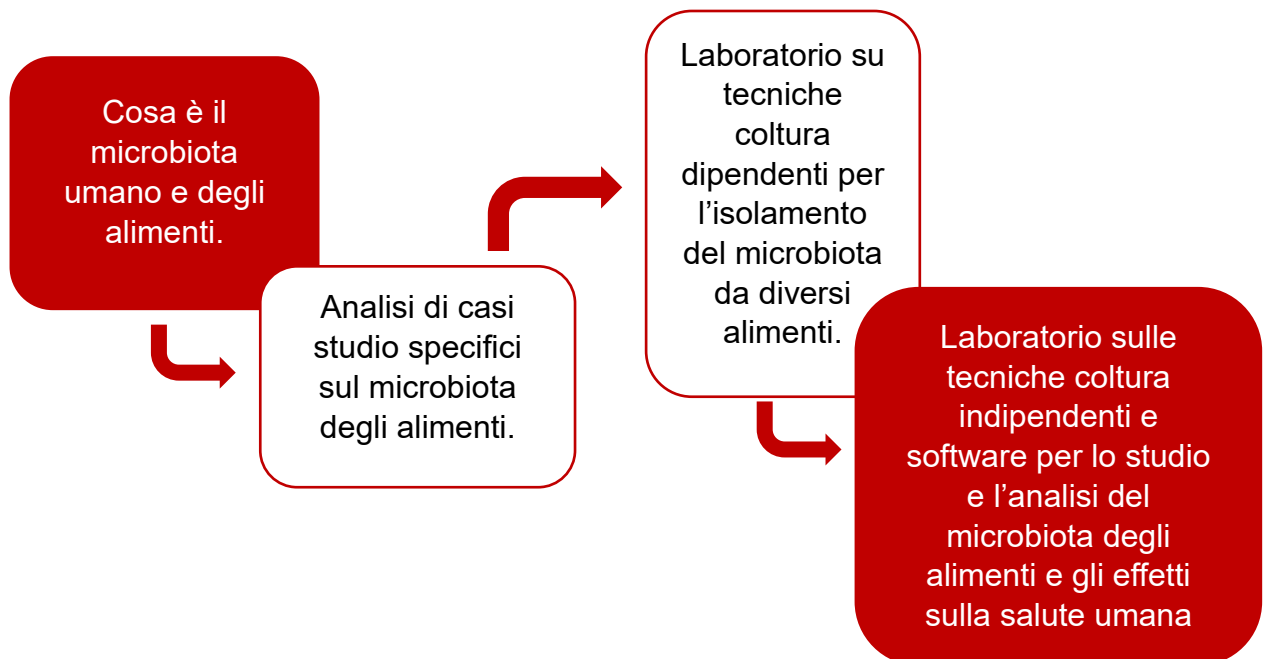 Cosa è il
microbiota
umano e degli
alimenti.
Analisi di casi
studio specifici
sul microbiota
degli alimenti.
Laboratorio su
tecniche
coltura
dipendenti per
l’isolamento
del microbiota
da diversi
alimenti.
Laboratorio sulle
tecniche coltura
indipendenti e
software per lo studio
e l’analisi del
microbiota degli
alimenti e gli effetti
sulla salute umana